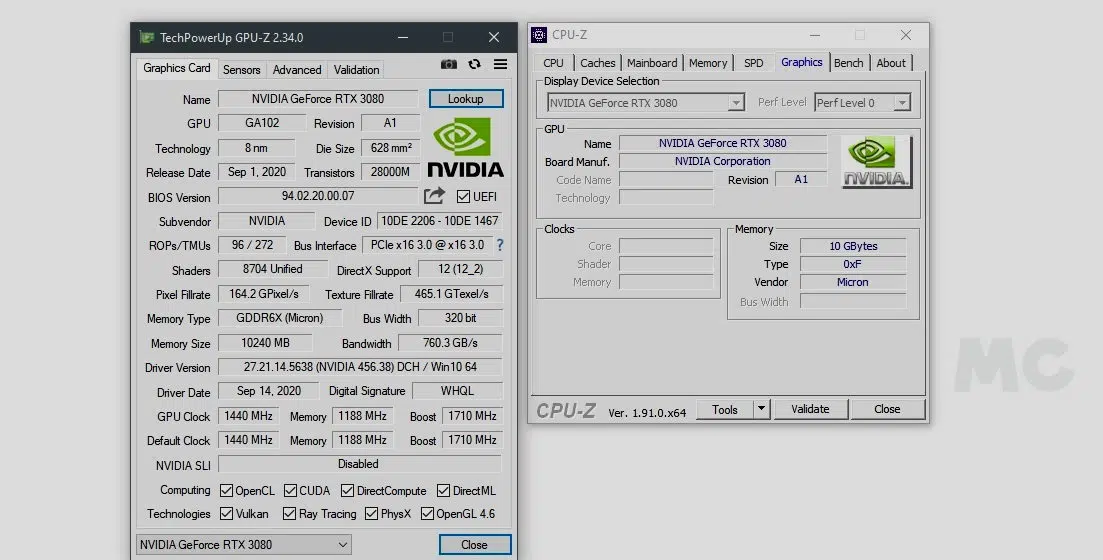 TechPowerUp GPU-Z 2.34.0
Graphics Card Sensors Advanced Validation
Name NVIDIA GeForce RTX 3080 Lookup
GPU GA102 Revision A1
Technology 8 nm Die Size 628 mm²
NVIDIA
Release Date Sep 1, 2020 Transistors 28000M
BIOS Version 94.02.20.00.07 UEFI
Subvendor NVIDIA Device ID 10DE 2206 - 10DE 1467
ROPs/TMUs 96 / 272 Bus Interface PCIe x16 3.0 @ x16 3.0 ?
Shaders 8704 Unified DirectX Support 12 (12_2)
Pixel Fillrate 164.2 GPixel/s Texture Fillrate 465.1 GTexel/s
Memory Type GDDR6X (Micron) Bus Width 320 bit
Memory Size 10240 MB Bandwidth 760.3 GB/s
Driver Version 27.21.14.5638 (NVIDIA 456.38) DCH / Win10 64
Driver Date Sep 14, 2020 Digital Signature WHQL
GPU Clock 1440 MHz Memory 1188 MHz Boost 1710 MHz
Default Clock 1440 MHz Memory 1188 MHz Boost 1710 MHz
NVIDIA SLI Disabled
Computing OpenCL CUDA DirectCompute DirectML
Technologies Vulkan Ray Tracing PhysX OpenGL 4.6
NVIDIA GeForce RTX 3080 Close
CPU-Z
CPU Caches Mainboard Memory SPD Graphics Bench About
Display Device Selection
NVIDIA GeForce RTX 3080 Perf Level Perf Level 0
GPU
Name NVIDIA GeForce RTX 3080
Board Manuf. NVIDIA Corporation
Code Name Revision A1
Technology
NVIDIA.
Clocks
Core
Shader
Memory
Memory
Size 10 GBytes
Type 0xF
Vendor Micron
Bus Width
CPU-Z Ver. 1.91.0.x64 Tools Validate Close
MC